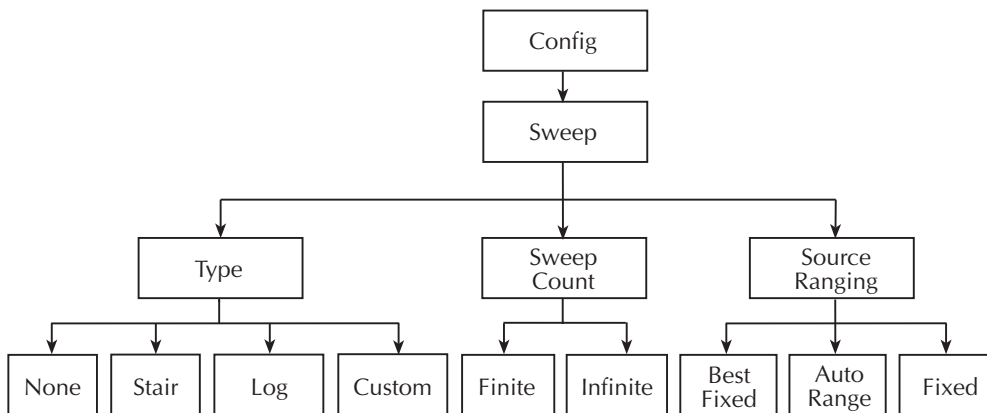 Config
Sweep
Type
Sweep
Count
Source
Ranging
None
Stair
Log
Custom
Finite
Infinite
Best
Fixed
Auto
Range
Fixed